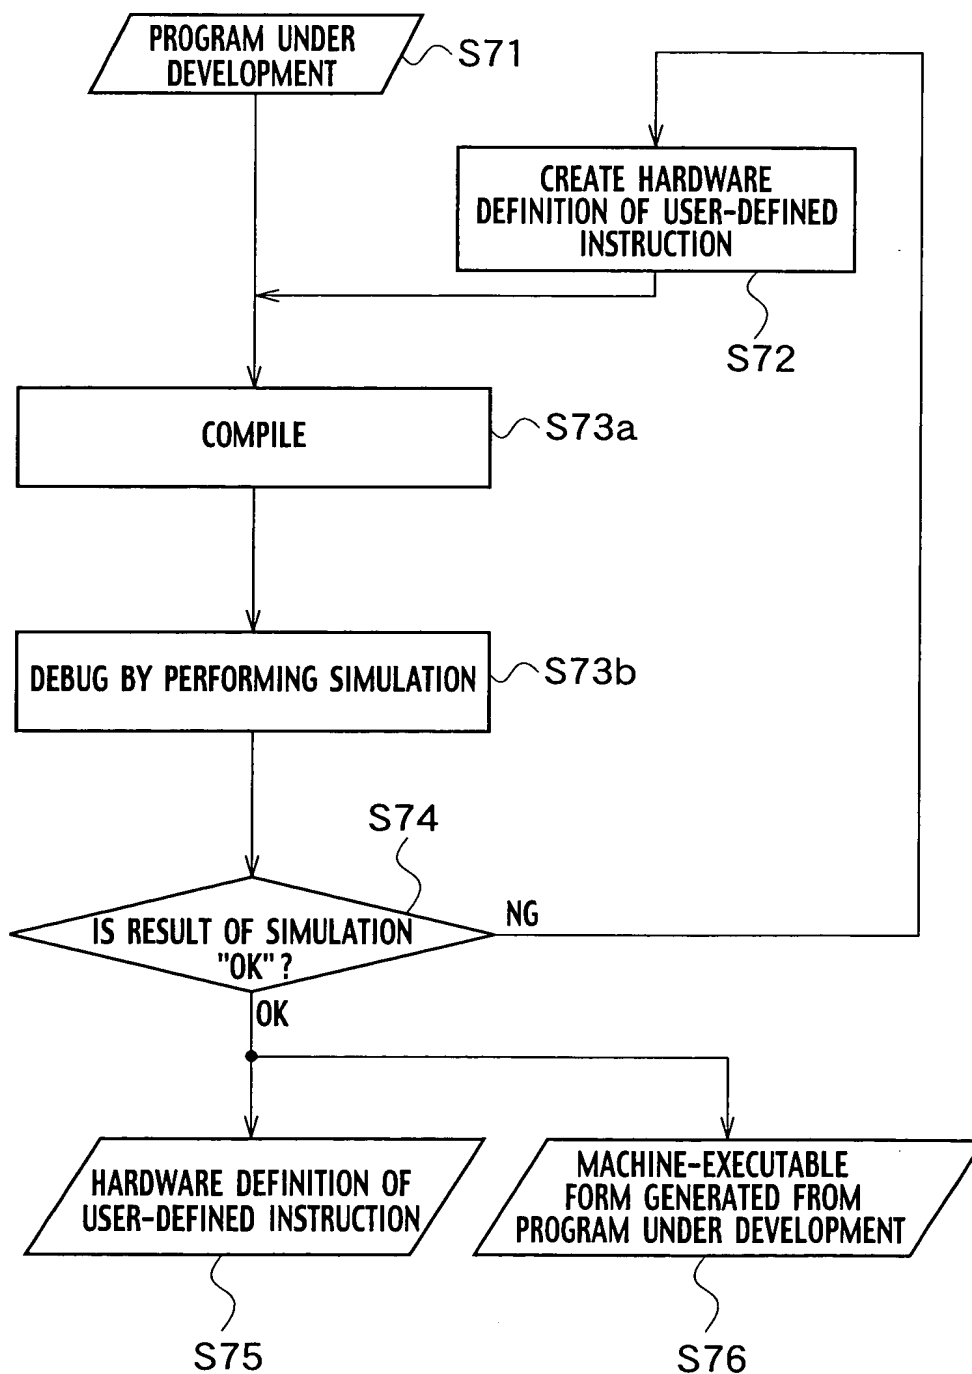 PROGRAM UNDER
DEVELOPMENT
S71
CREATE HARDWARE
DEFINITION OF USER-DEFINED
INSTRUCTION
S72
COMPILE
S73a
DEBUG BY PERFORMING SIMULATION
S73b
S74
IS RESULT OF SIMULATION
"OK"?
NG
OK
HARDWARE DEFINITION OF
USER-DEFINED INSTRUCTION
S75
MACHINE-EXECUTABLE
FORM GENERATED FROM
PROGRAM UNDER DEVELOPMENT
S76